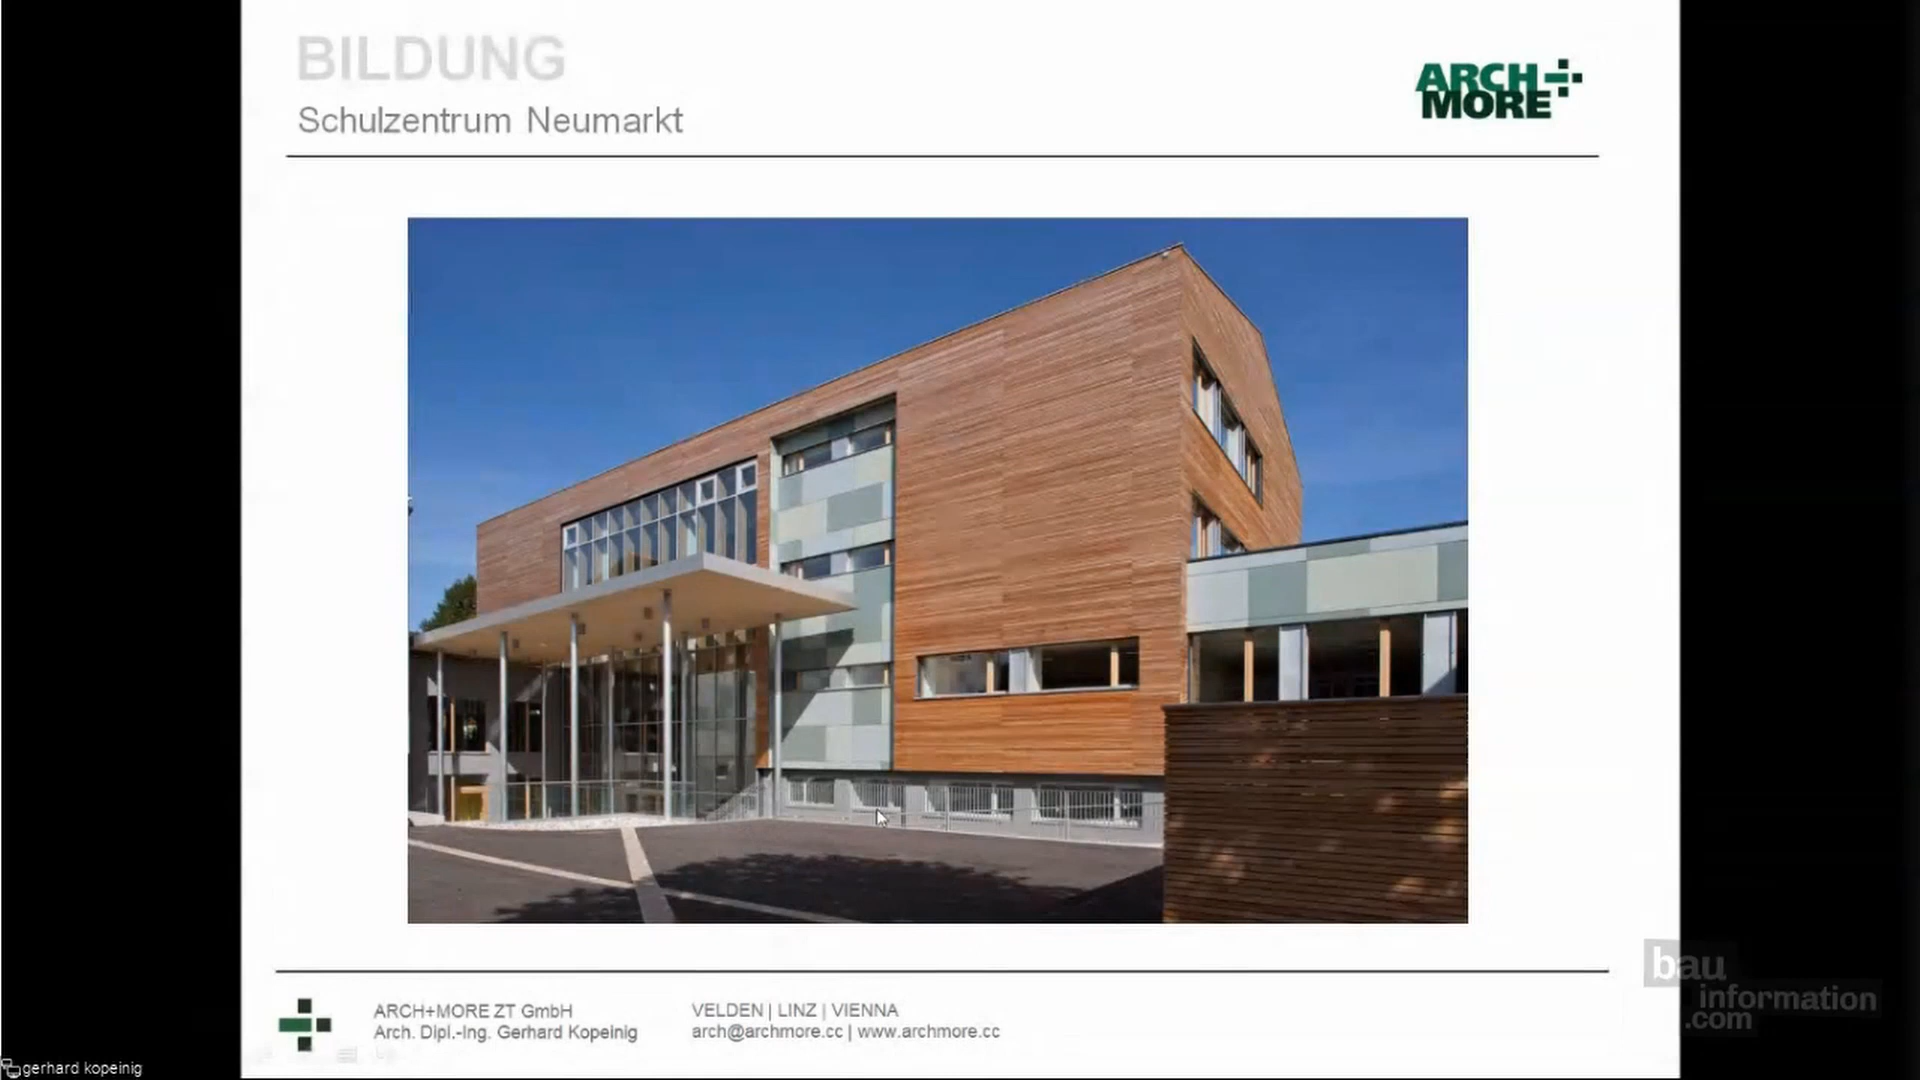 BILDUNG
Schulzentrum Neumarkt
ARCH
MORE
ARCH+MORE ZT GmbH
Arch. Dipl.-Ing. Gerhard Kopeinig
VELDEN | LINZ | VIENNA
arch@archmore.cc | www.archmore.cc
bau
information
.com
gerhard kopeinig